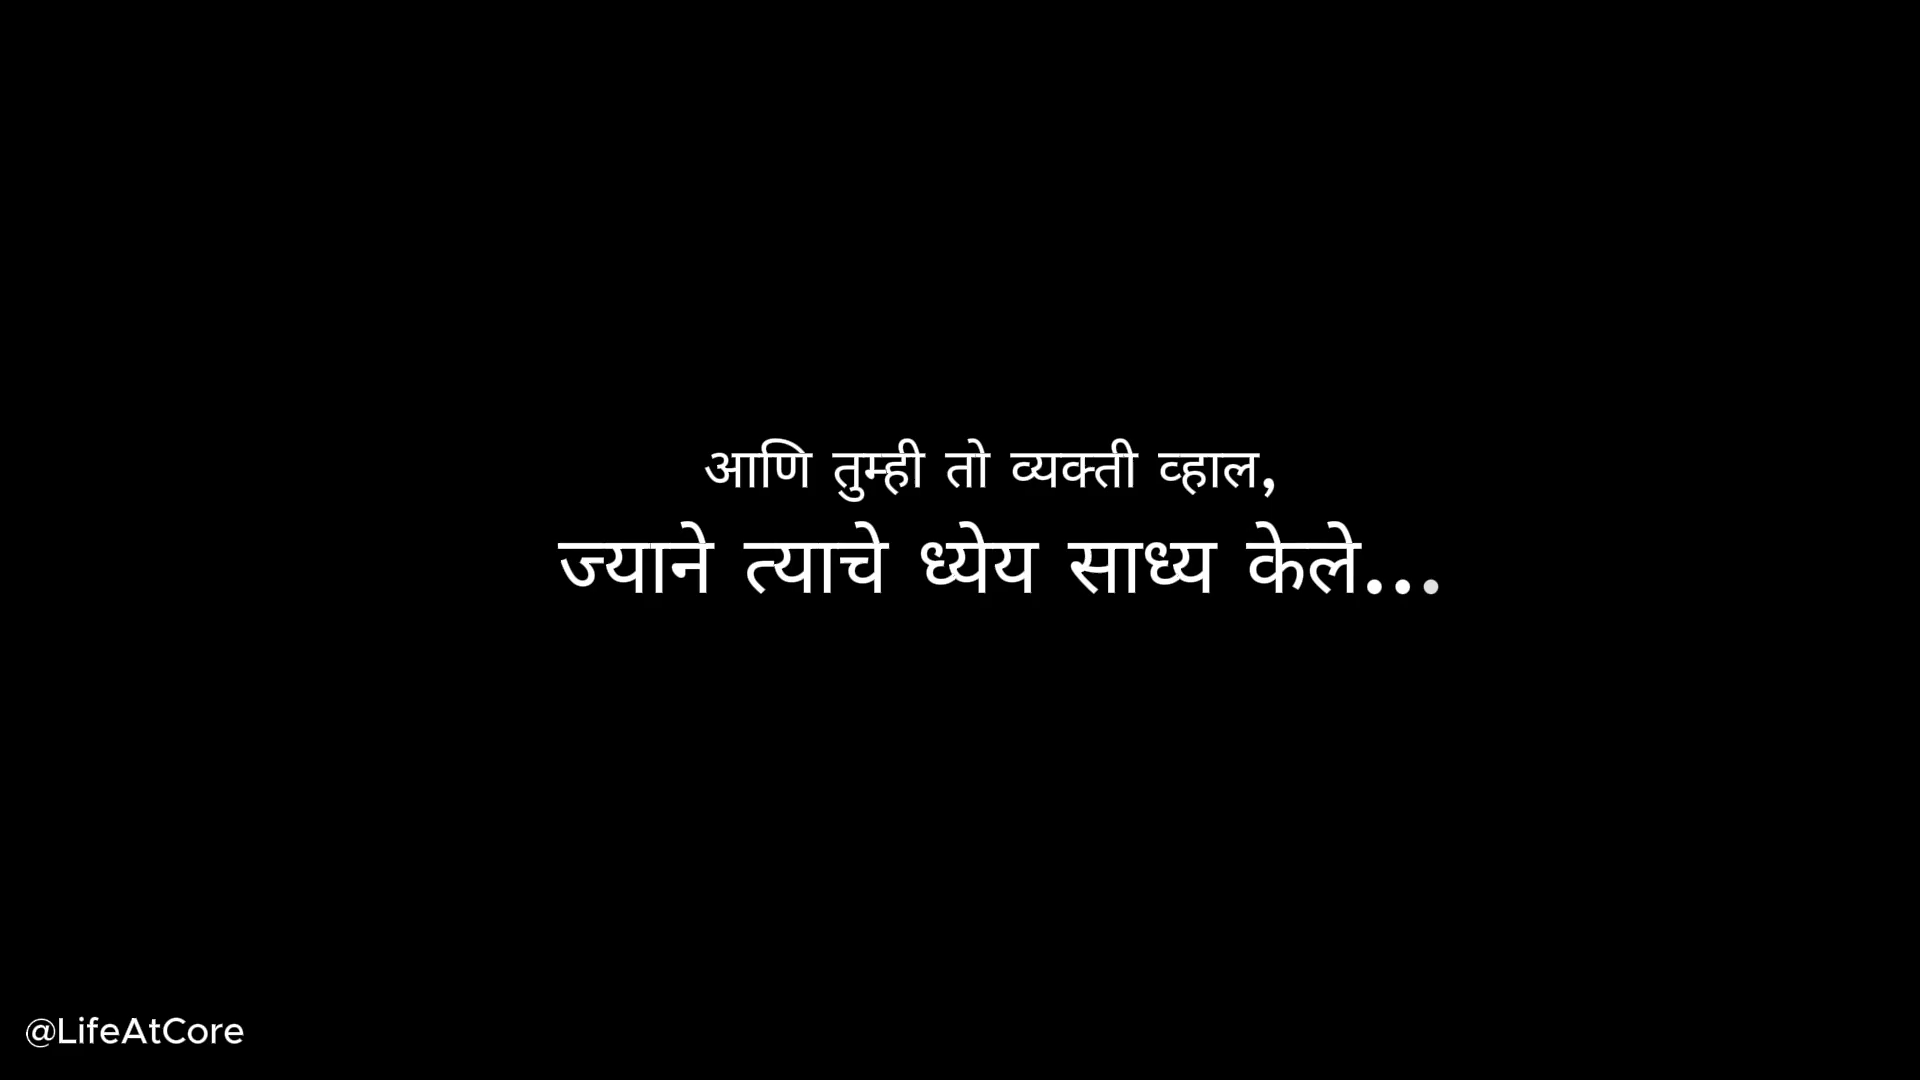 आणि तुम्ही तो व्यक्ती व्हाल,
ज्याने त्याचे ध्येय साध्य केले...
@LifeAtCore